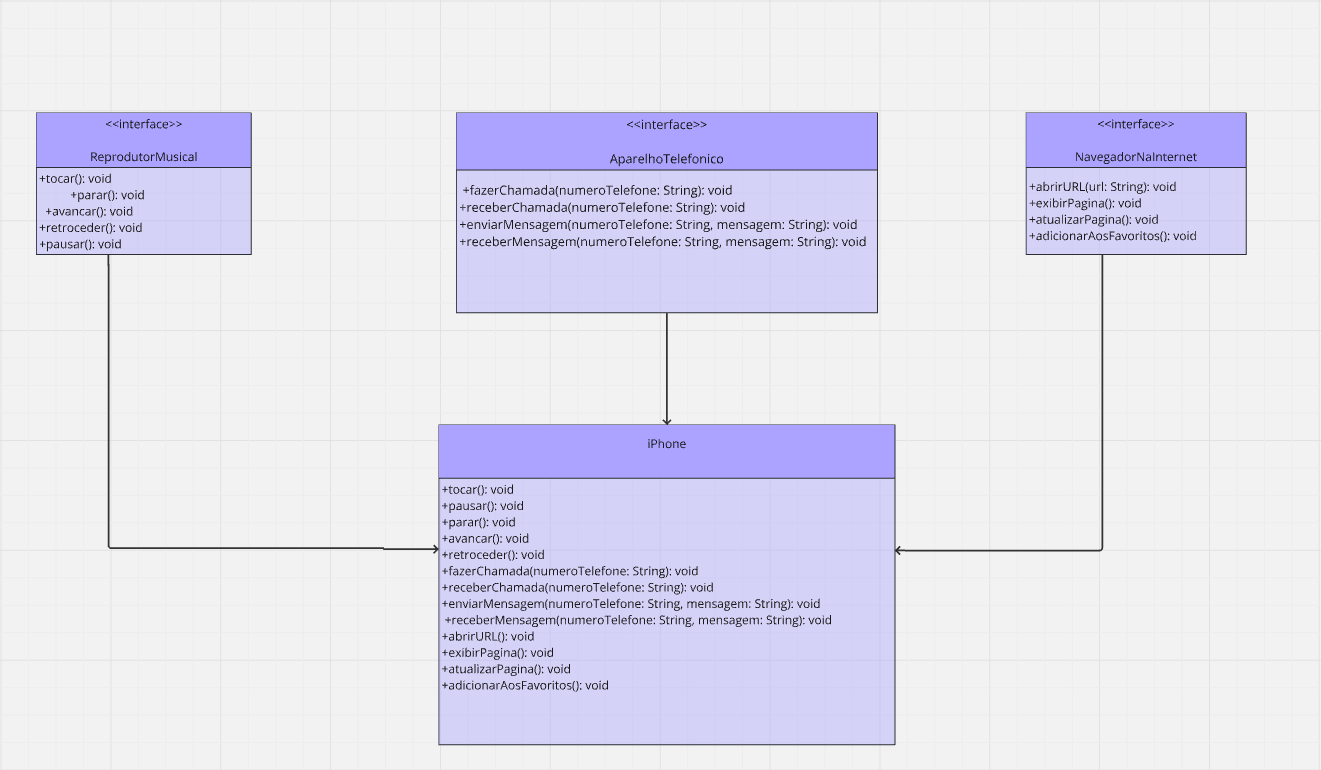 <<interface>>
ReprodutorMusical
+tocar(): void
+parar(): void
+avancar(): void
+retroceder(): void
+pausar(): void
<<interface>>
AparelhoTelefonico
+fazerChamada(numeroTelefone: String): void
+receberChamada(numeroTelefone: String): void
+enviarMensagem(numeroTelefone: String, mensagem: String): void
+receberMensagem(numeroTelefone: String, mensagem: String): void
<<interface>>
NavegadorNaInternet
+abrirURL(url: String): void
+exibirPagina(): void
+atualizarPagina(): void
+adicionarAosFavoritos(): void
iPhone
+tocar(): void
+pausar(): void
+parar(): void
+avancar(): void
+retroceder(): void
+fazerChamada(numeroTelefone: String): void
+receberChamada(numeroTelefone: String): void
+enviarMensagem(numeroTelefone: String, mensagem: String): void
+receberMensagem(numeroTelefone: String, mensagem: String): void
+abrirURL(): void
+exibirPagina(): void
+atualizarPagina(): void
+adicionarAosFavoritos(): void